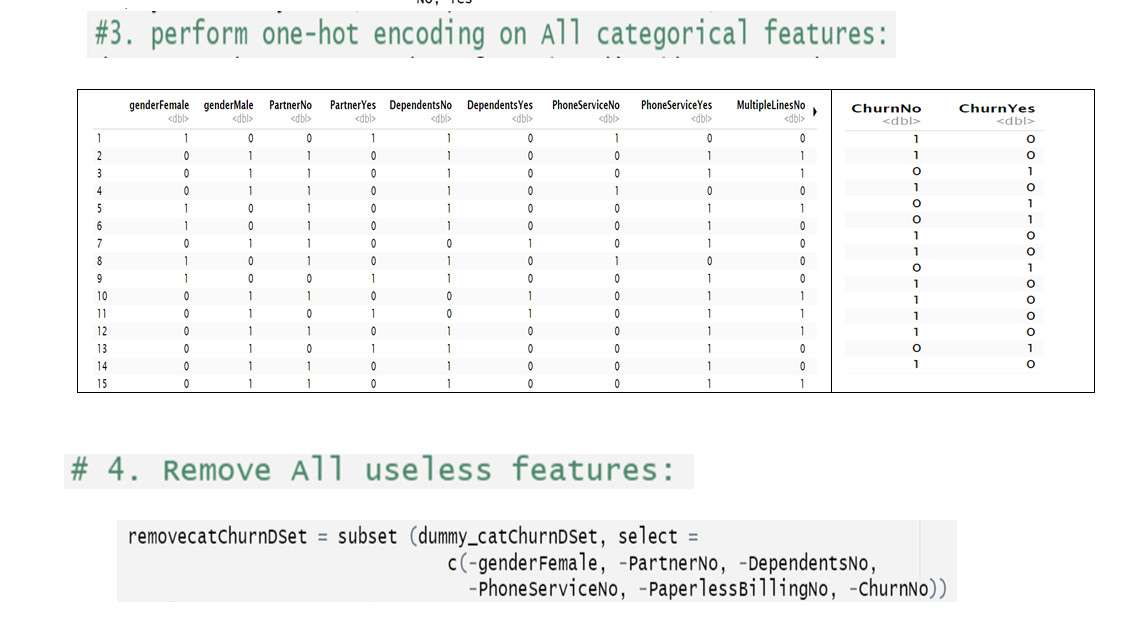 No, Yes
#3. perform one-hot encoding on All categorical features:
genderFemale genderMale PartnerNo PartnerYes DependentsNo DependentsYes PhoneServiceNo PhoneServiceYes MultipleLinesNo ChurnNo ChurnYes
<dbl> <dbl> <dbl> <dbl> <dbl> <dbl> <dbl> <dbl> <dbl> <dbl> <dbl>
1 1 0 0 1 1 0 1 0 0 1 0
2 0 1 1 0 1 0 0 1 1 1 0
3 0 1 1 0 1 0 0 1 1 0 1
4 0 1 1 0 1 0 1 0 0 1 0
5 1 0 1 0 1 0 0 1 1 0 1
6 1 0 1 0 1 0 0 1 0 0 1
7 0 1 1 0 0 1 0 1 0 1 0
8 1 0 1 0 1 0 1 0 0 1 0
9 1 0 0 1 1 0 0 1 0 0 1
10 0 1 1 0 0 1 0 1 1 1 0
11 0 1 0 1 0 1 0 1 1 1 0
12 0 1 1 0 1 0 0 1 1 1 0
13 0 1 0 1 1 0 0 1 0 1 0
14 0 1 1 0 1 0 0 1 0 0 1
15 0 1 1 0 1 0 0 1 1 1 0
# 4. Remove All useless features:
removecatChurnDSet = subset (dummy_catChurnDSet, select =
c(-genderFemale, -PartnerNo, -DependentsNo,
-PhoneServiceNo, -PaperlessBillingNo, -ChurnNo))